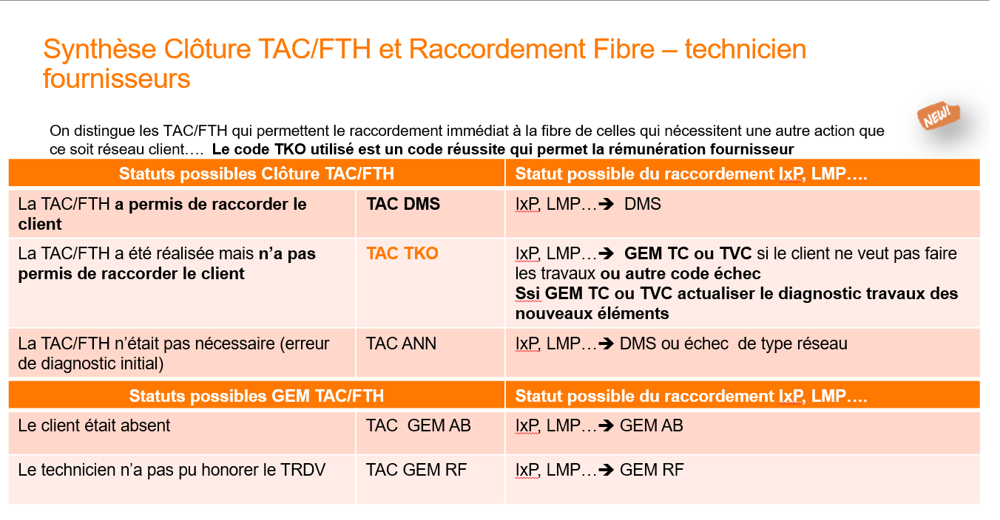 Synthèse Clôture TAC/FTH et Raccordement Fibre – technicien
fournisseurs
NEW!
On distingue les TAC/FTH qui permettent le raccordement immédiat à la fibre de celles qui nécessitent une autre action que
ce soit réseau client…. Le code TKO utilisé est un code réussite qui permet la rémunération fournisseur
Statuts possibles Clôture TAC/FTH
Statut possible du raccordement IxP, LMP….
La TAC/FTH a permis de raccorder le
client
TAC DMS
IxP, LMP…➔ DMS
La TAC/FTH a été réalisée mais n’a pas
permis de raccorder le client
TAC TKO
IxP, LMP…➔ GEM TC ou TVC si le client ne veut pas faire
les travaux ou autre code échec
Ssi GEM TC ou TVC actualiser le diagnostic travaux des
nouveaux éléments
La TAC/FTH n’était pas nécessaire (erreur
de diagnostic initial)
TAC ANN
IxP, LMP…➔ DMS ou échec de type réseau
Statuts possibles GEM TAC/FTH
Statut possible du raccordement IxP, LMP….
Le client était absent
TAC GEM AB
IxP, LMP…➔ GEM AB
Le technicien n’a pas pu honorer le TRDV
TAC GEM RF
IxP, LMP…➔ GEM RF